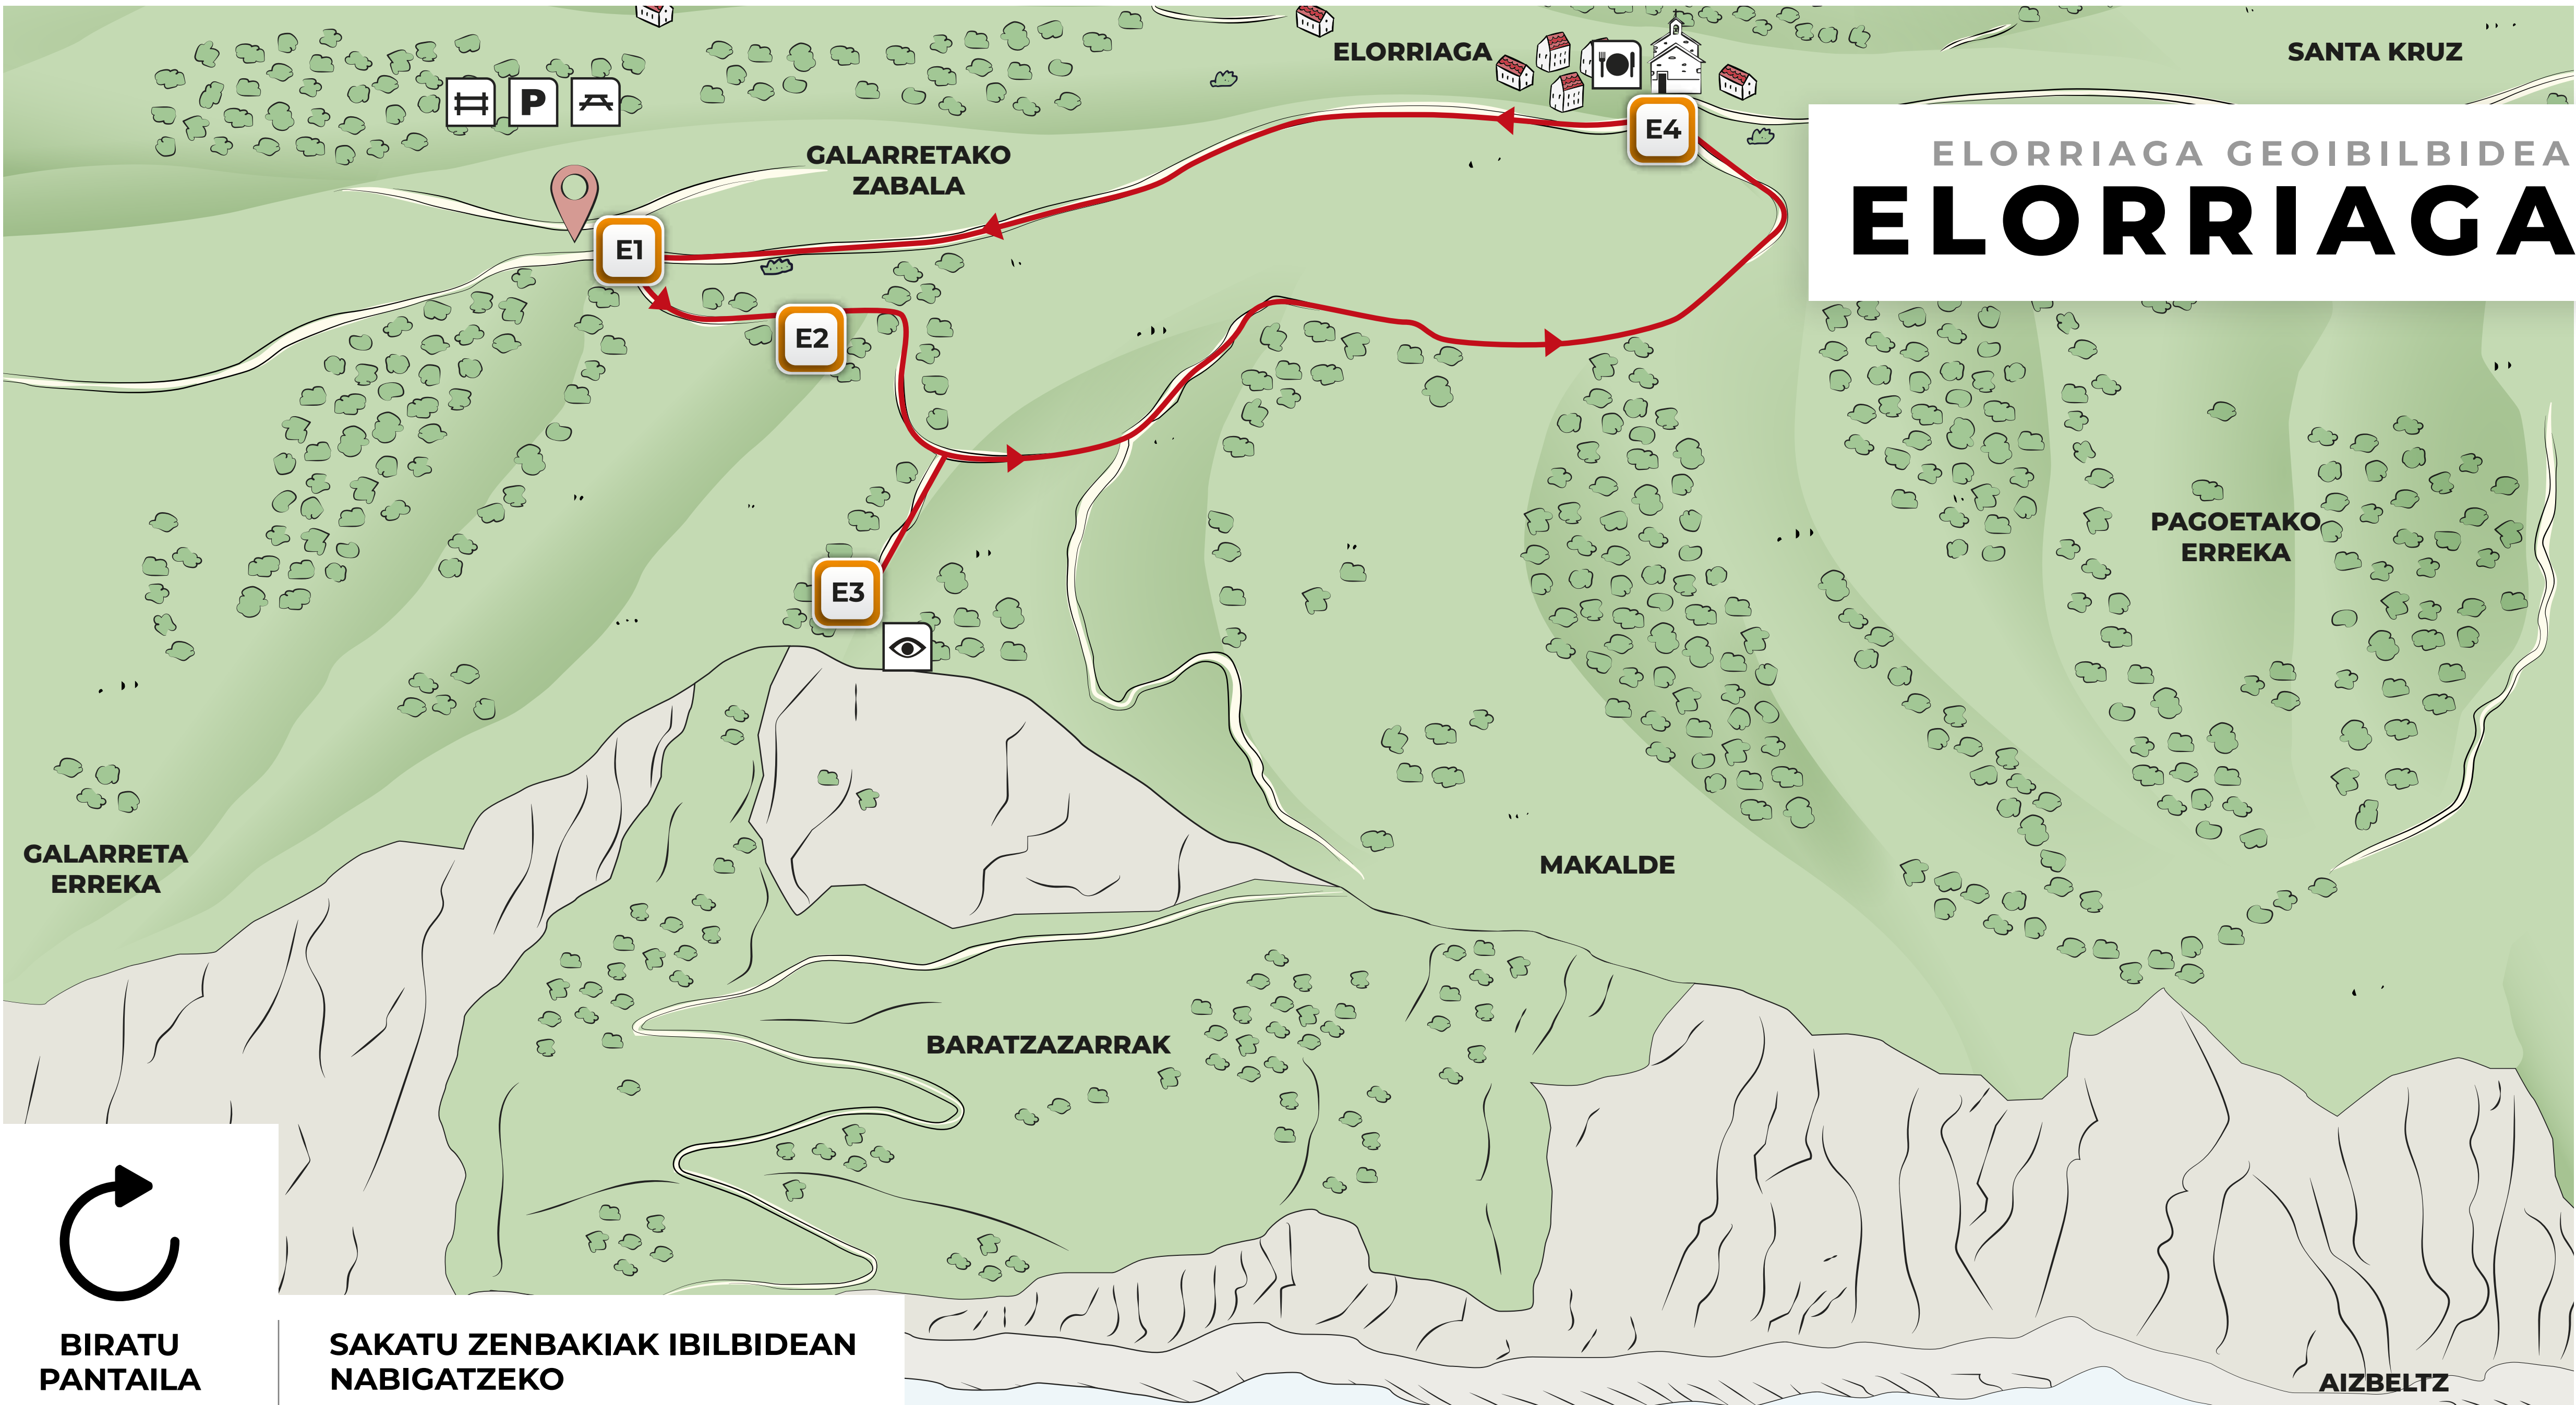 ELORRIAGA
SANTA KRUZ
P
E4
ELORRIAGA GEOIBILBIDEA
ELORRIAGA
GALARRETAKO
ZABALA
E1
E2
E3
PAGOETAKO
ERREKA
GALARRETA
ERREKA
MAKALDE
BARATZAZARRAK
BIRATU
PANTAILA
SAKATU ZENBAKIAK IBILBIDEAN
NABIGATZEKO
AIZBELTZ